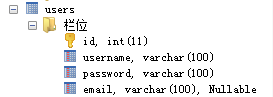 users
栏位
id, int(11)
username, varchar(100)
password, varchar(100)
email, varchar(100), Nullable